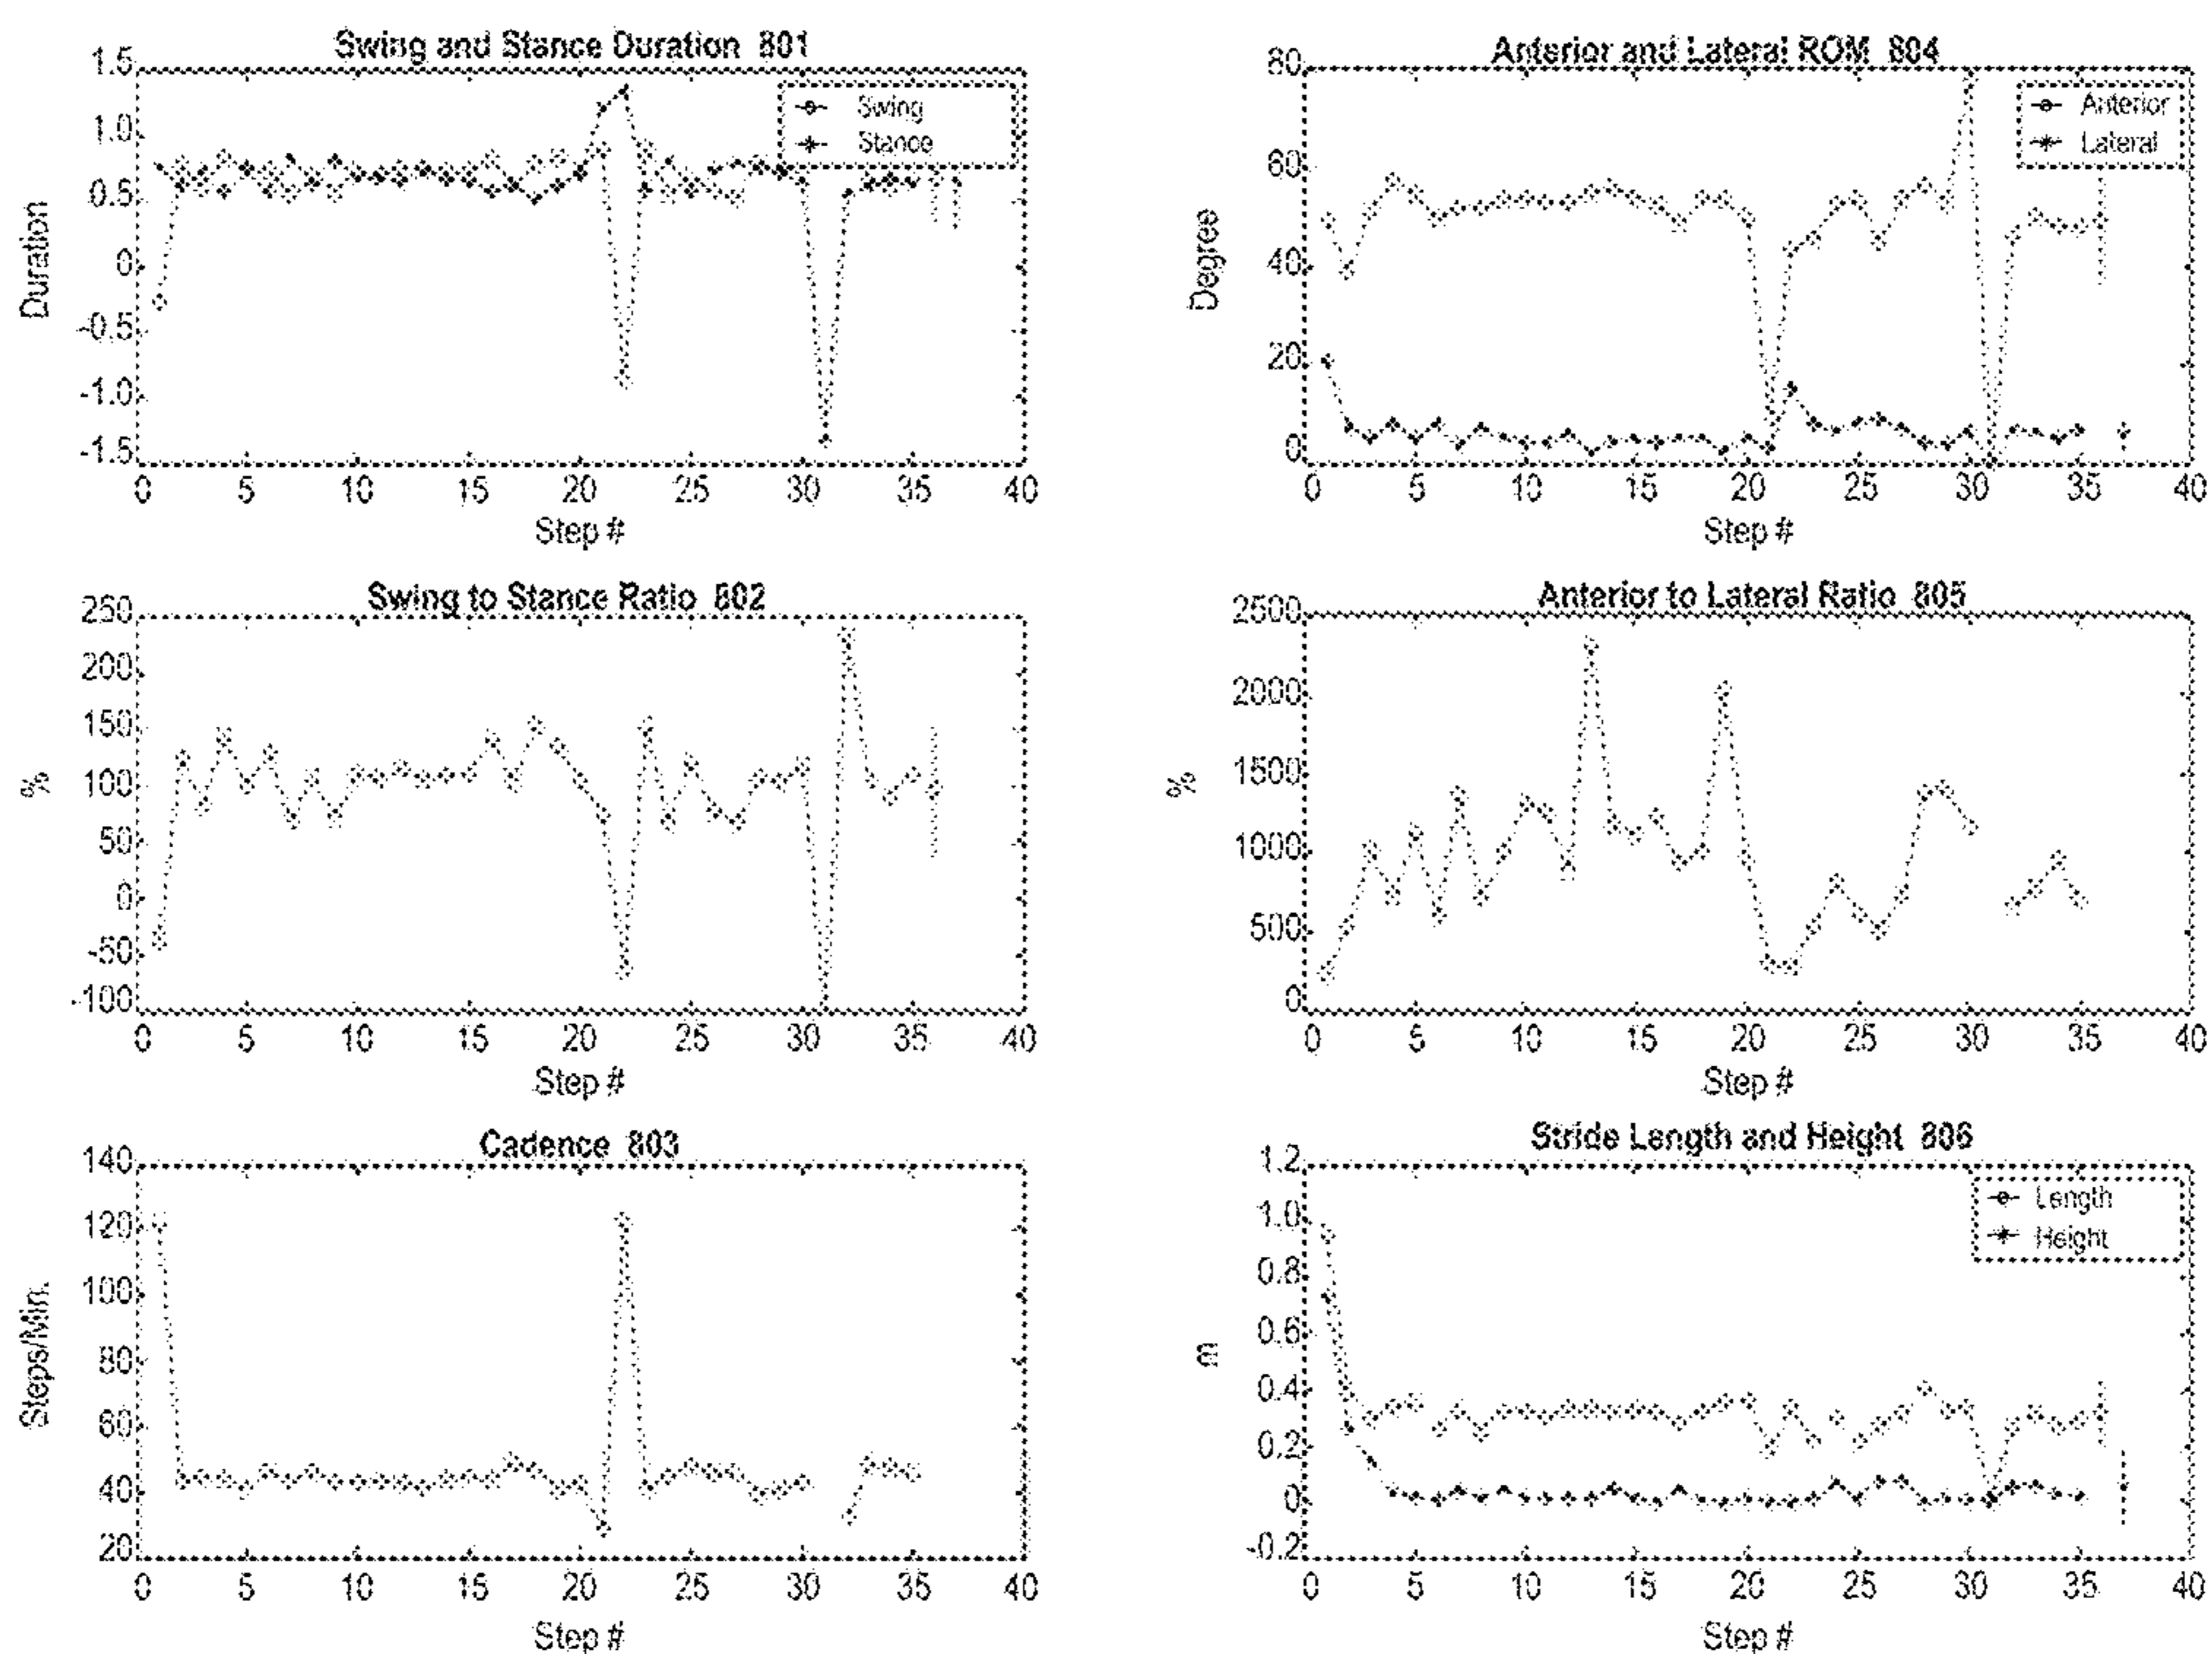 Swing and Stance Duration 801
1.5
1.0
0.5
0
-0.5
-1.0
-1.5
Duration
Swing
Stance
0 5 10 15 20 25 30 35 40
Step #
Anterior and Lateral ROM 804
80
60
40
20
0
Degree
Anterior
Lateral
0 5 10 15 20 25 30 35 40
Step #
Swing to Stance Ratio 802
250
200
150
100
50
0
-50
-100
%
0 5 10 15 20 25 30 35 40
Step #
Anterior to Lateral Ratio 805
2500
2000
1500
1000
500
0
%
0 5 10 15 20 25 30 35 40
Step #
Cadence 803
140
120
100
80
60
40
20
Steps/Min.
0 5 10 15 20 25 30 35 40
Step #
Stride Length and Height 806
1.2
1.0
0.8
0.6
0.4
0.2
0
-0.2
m
Length
Height
0 5 10 15 20 25 30 35 40
Step #